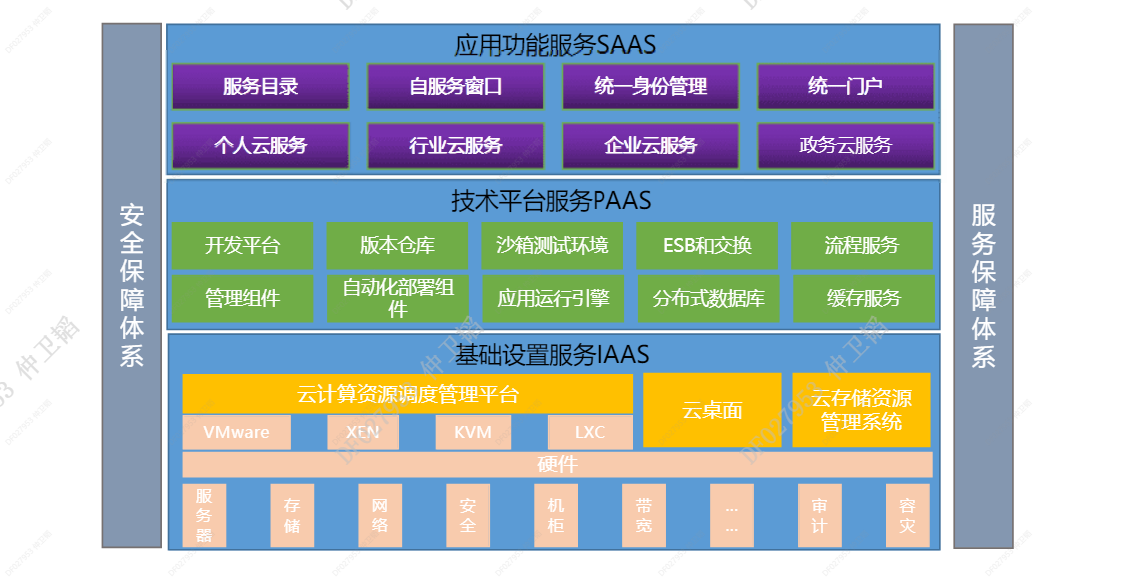 安全保障体系
应用功能服务SAAS
服务目录
自服务窗口
统一身份管理
统一门户
个人云服务
行业云服务
企业云服务
政务云服务
技术平台服务PAAS
开发平台
版本仓库
沙箱测试环境
ESB和交换
流程服务
管理组件
自动化部署组
件
应用运行引擎
分布式数据库
缓存服务
基础设置服务IAAS
云计算资源调度管理平台
云桌面
云存储资源
管理系统
VMware
XEN
KVM
LXC
硬件
服务器
存储
网络
安全
机柜
带宽
... ...
审计
容灾
服务保障体系
DF027953 仲卫韬